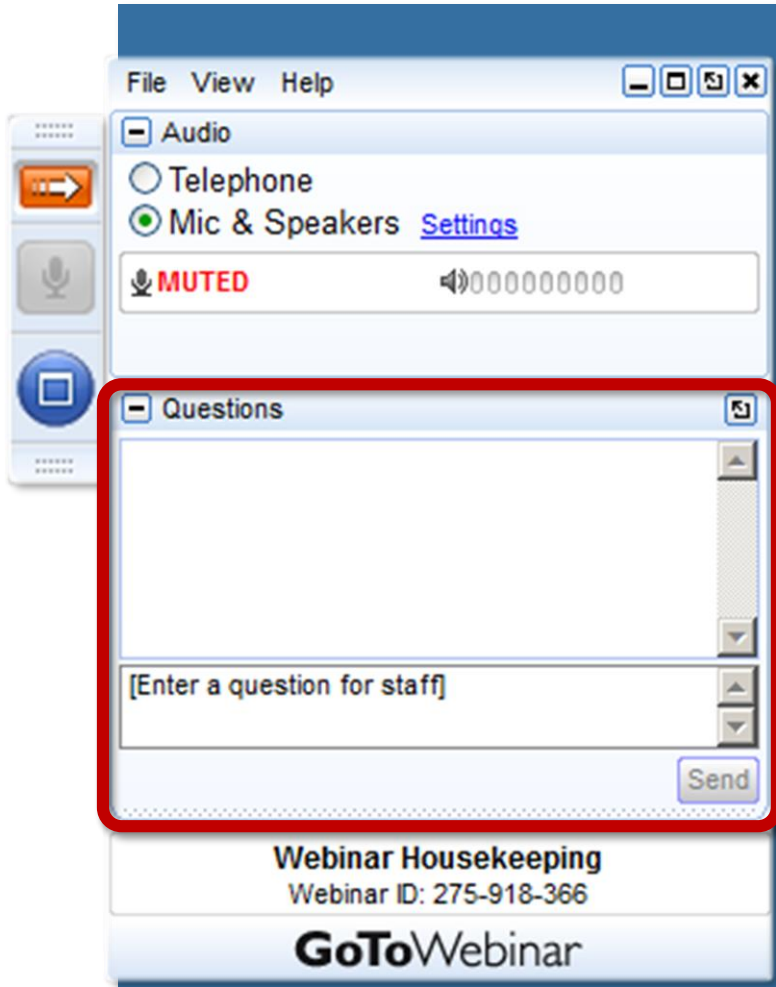 File View Help
Audio
Telephone
Mic & Speakers Settings
MUTED
Questions
[Enter a question for staff]
Send
Webinar Housekeeping
Webinar ID: 275-918-366
GoToWebinar